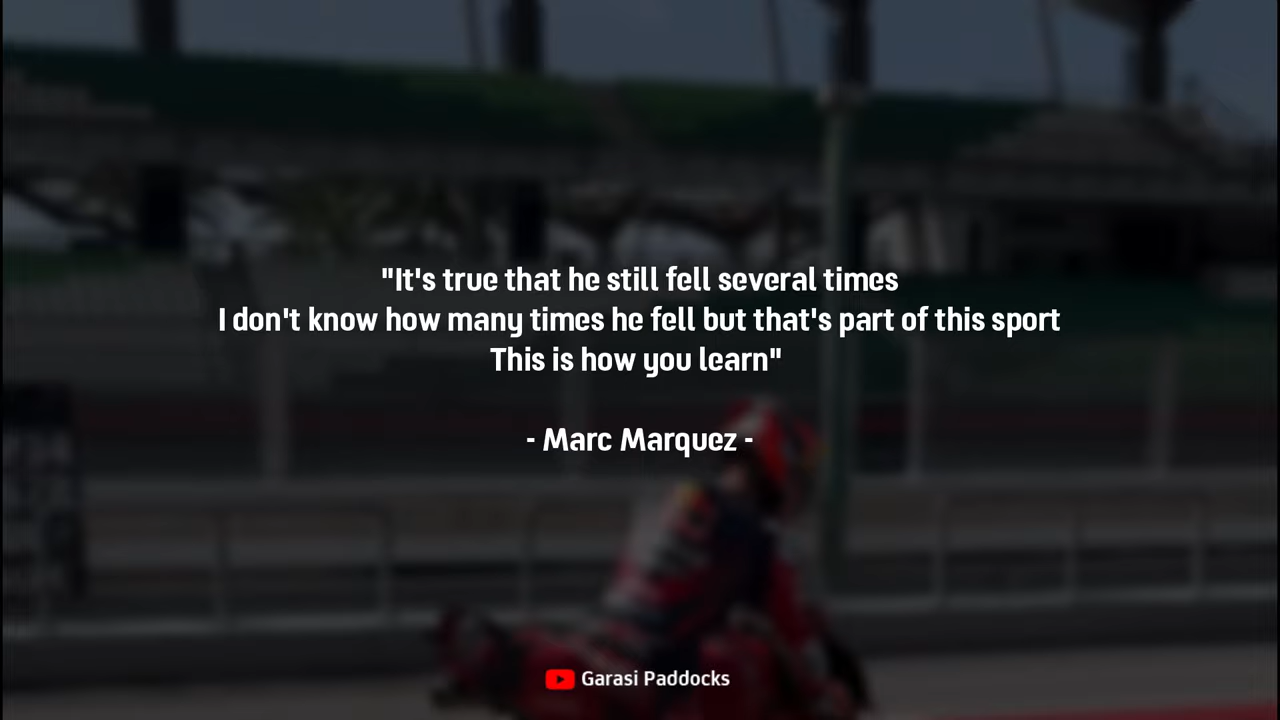 "It's true that he still fell several times
I don't know how many times he fell but that's part of this sport
This is how you learn"
- Marc Marquez -
Garasi Paddocks